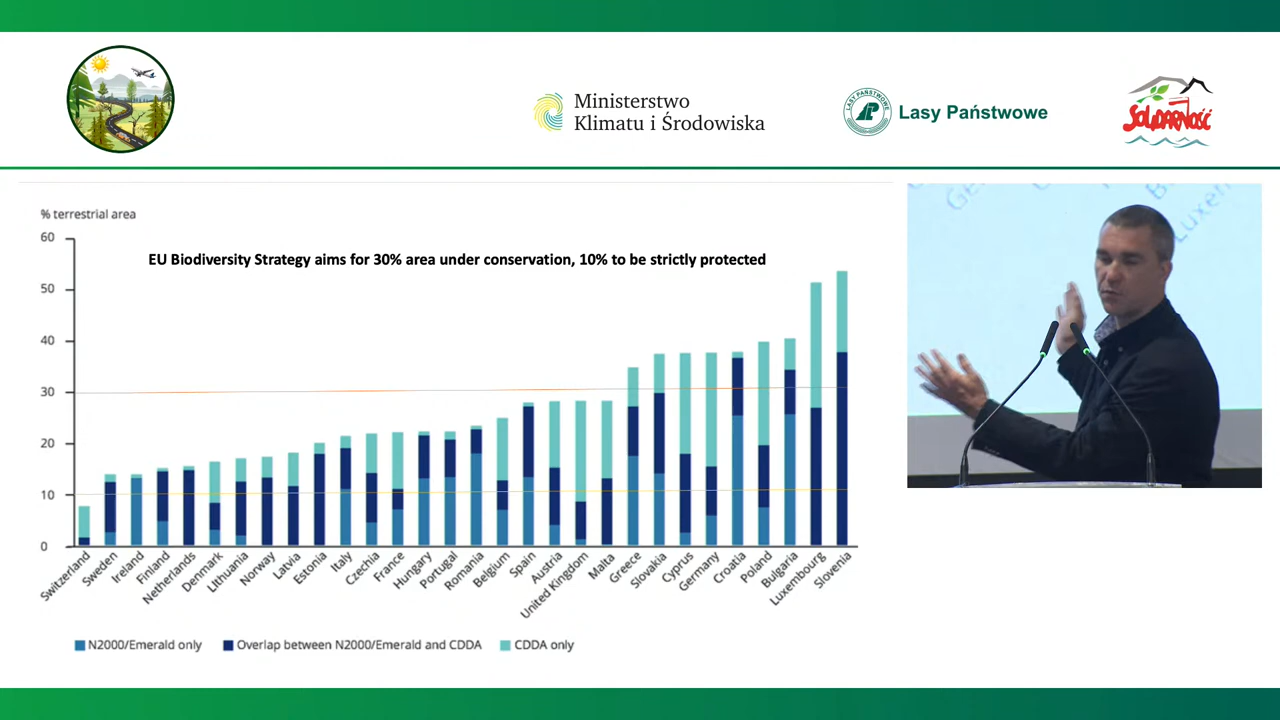 Ministerstwo
Klimatu i Środowiska
LASY PAŃSTWOWE
Lasy Państwowe
SOLIDARNOŚĆ
% terrestrial area
60
50
40
30
20
10
0
EU Biodiversity Strategy aims for 30% area under conservation, 10% to be strictly protected
Switzerland
Sweden
Ireland
Finland
Netherlands
Denmark
LIthuania
Norway
Latvia
Estonia
Italy
Czechia
France
Hungary
Portugal
Romania
Belgium
Spain
Austria
United Kingdom
Malta
Greece
Slovakia
Cyprus
Germany
Croatia
Poland
Bulgaria
Luxembourg
Slovenia
N2000/Emerald only
Overlap between N2000/Emerald and CDDA
CDDA only